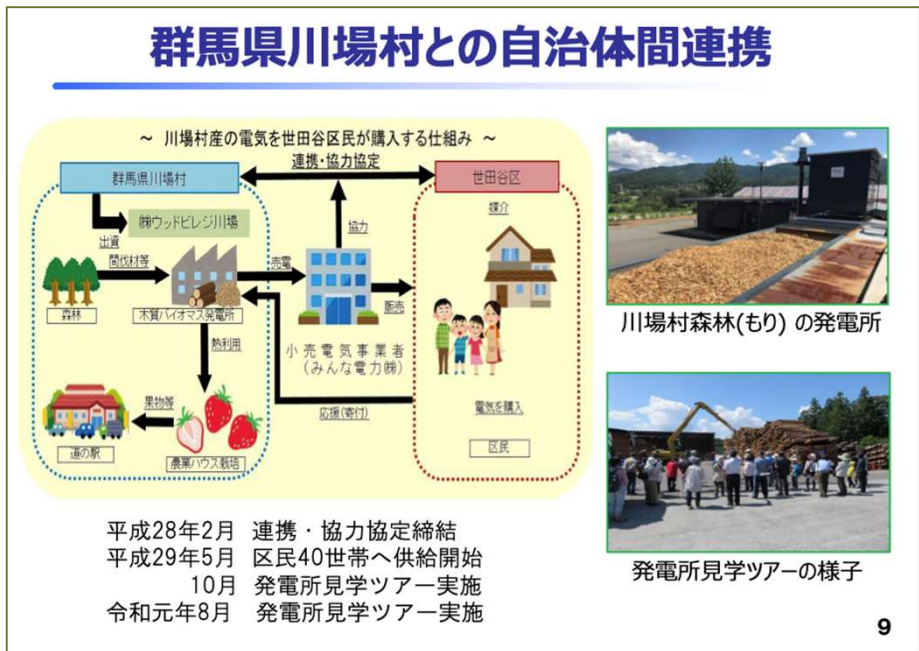 群馬県川場村との自治体間連携
～ 川場村産の電気を世田谷区民が購入する仕組み ～
連携・協力協定
群馬県川場村
世田谷区
㈱ウッドビレジ川場
媒介
出資
協力
間伐材等
売電
販売
森林
木質バイオマス発電所
熱利用
小売電気事業者
（みんな電力㈱）
果物等
応援(寄付)
電気を購入
道の駅
農業ハウス栽培
区民
川場村森林(もり) の発電所
発電所見学ツアーの様子
平成28年2月 連携・協力協定締結
平成29年5月 区民40世帯へ供給開始
10月 発電所見学ツアー実施
令和元年8月 発電所見学ツアー実施
9